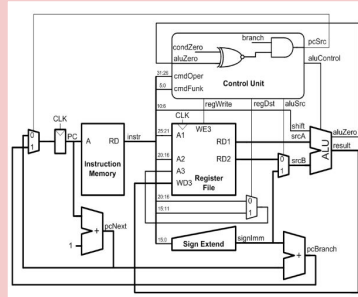 branch
pcSrc
condZero
aluZero
aluControl
31:26
cmdOper
5:0
cmdFunk
Control Unit
regWrite
regDst
aluSrc
10:6
shift
CLK
CLK
0
1
PC
A
RD
instr
Instruction
Memory
25:21
A1
WE3
RD1
srcA
ALU
aluZero
result
20:16
A2
RD2
0
1
srcB
A3
WD3
Register
File
20:16
0
15:11
1
+
pcNext
1
15:0
Sign Extend
signImm
+
pcBranch